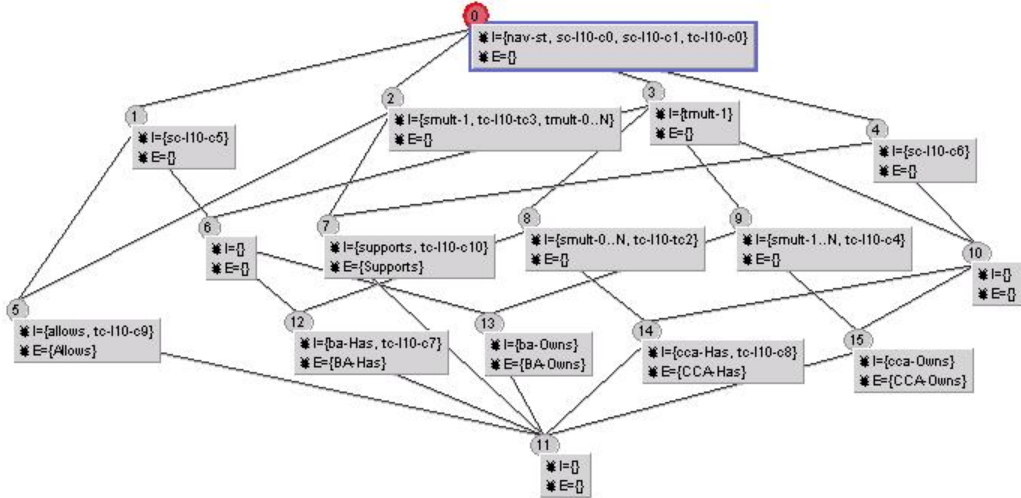 0
I={nav-st, sc-l10-c0, sc-l10-c1, tc-l10-c0}
E={}
1
I={sc-l10-c5}
E={}
2
I={smult-1, tc-l10-tc3, tmult-0..N}
E={}
3
I={tmult-1}
E={}
4
I={sc-l10-c6}
E={}
5
I={allows, tc-l10-c9}
E={Allows}
6
I={}
E={}
7
I={supports, tc-l10-c10}
E={Supports}
8
I={smult-0..N, tc-l10-tc2}
E={}
9
I={smult-1..N, tc-l10-c4}
E={}
10
I={}
E={}
12
I={ba-Has, tc-l10-c7}
E={BA-Has}
13
I={ba-Owns}
E={BA-Owns}
14
I={cca-Has, tc-l10-c8}
E={CCA-Has}
15
I={cca-Owns}
E={CCA-Owns}
11
I={}
E={}